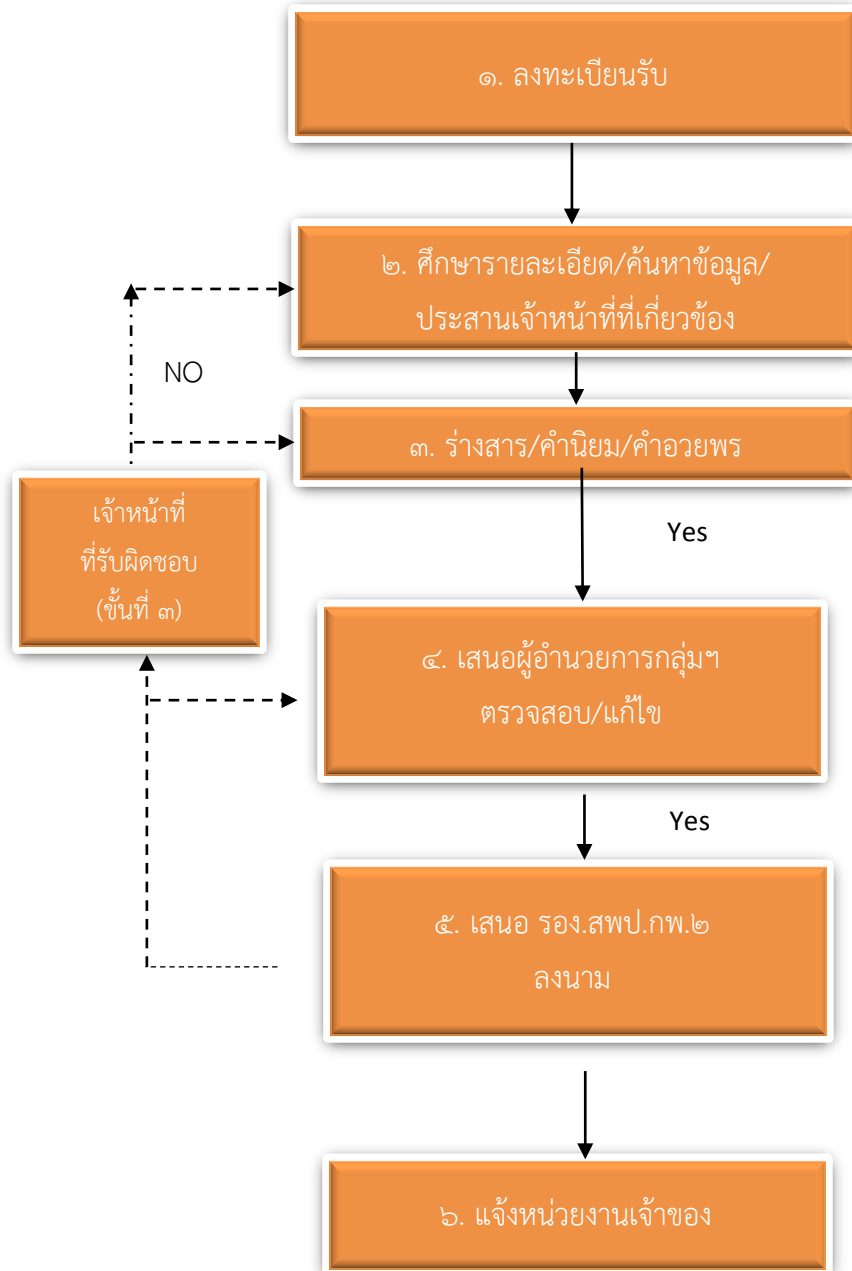 ๑. ลงทะเบียนรับ
๒. ศึกษารายละเอียด/ค้นหาข้อมูล/
ประสานเจ้าหน้าที่ที่เกี่ยวข้อง
NO
๓. ร่างสาร/คำนิยม/คำอวยพร
เจ้าหน้าที่
ที่รับผิดชอบ
(ขั้นที่ ๓)
Yes
๔. เสนอผู้อำนวยการกลุ่มฯ
ตรวจสอบ/แก้ไข
Yes
๕. เสนอ รอง.สพป.กพ.๒
ลงนาม
๖. แจ้งหน่วยงานเจ้าของ